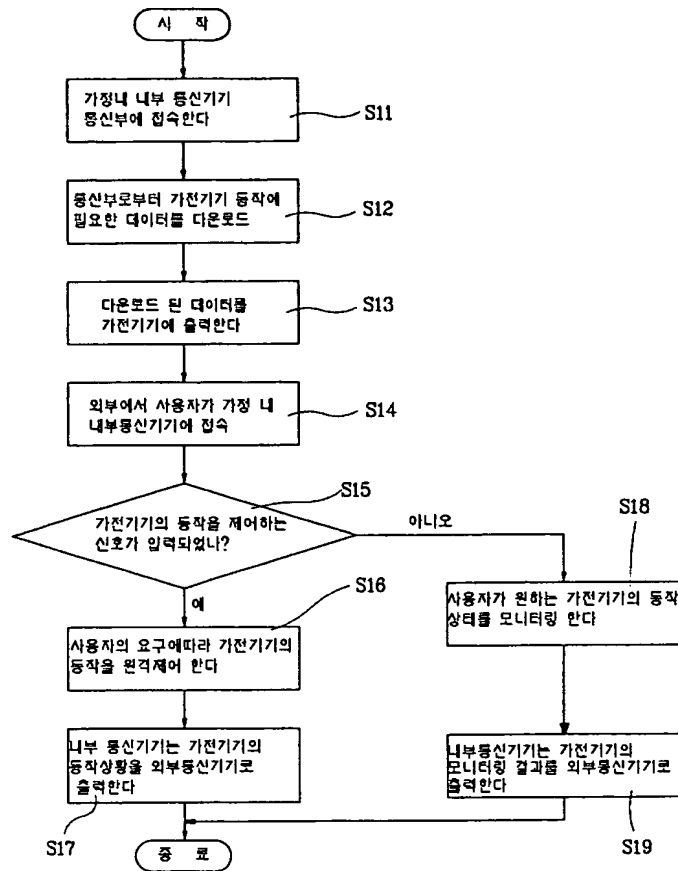 시 작
가정내 내부 통신기기
통신부에 접속한다
S11
통신부로부터 가전기기 동작에
필요한 데이터를 다운로드
S12
다운로드 된 데이터를
가전기기에 출력한다
S13
외부에서 사용자가 가정 내
내부통신기기에 접속
S14
S15
가전기기의 동작을 제어하는
신호가 입력되었나?
아니오
예
S16
사용자의 요구에따라 가전기기의
동작을 원격제어 한다
S18
사용자가 원하는 가전기기의 동작
상태를 모니터링 한다
내부 통신기기는 가전기기의
동작상황을 외부통신기기로
출력한다
S17
내부통신기기는 가전기기의
모니터링 결과를 외부통신기기로
출력한다
S19
종 료